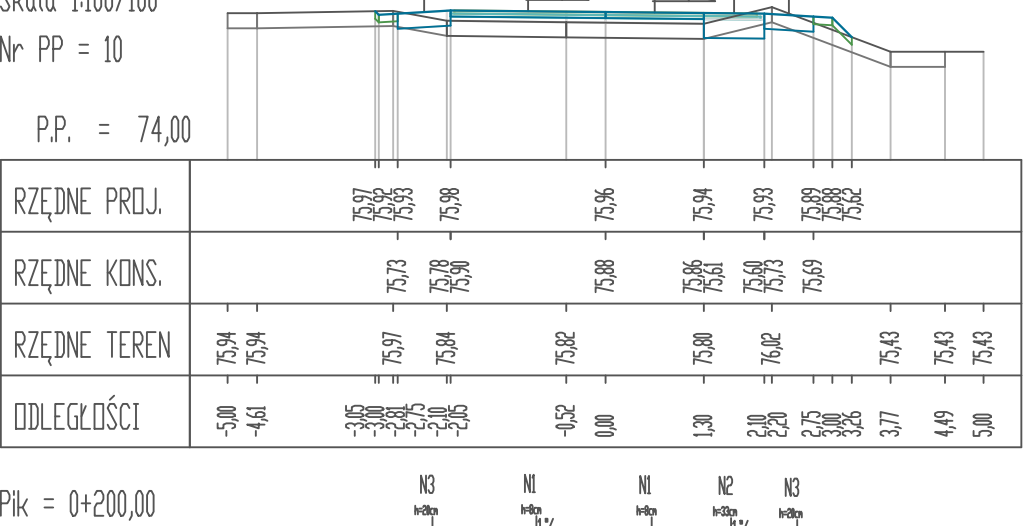 Skala 1:100/100
Nr PP = 10
P.P. = 74,00
RZĘDNE PROJ. 75,97 75,92 75,93 75,98 75,96 75,94 75,93 75,89 75,88 75,62
RZĘDNE KONS. 75,73 75,78 75,90 75,88 75,86 75,61 75,60 75,73 75,69
RZĘDNE TEREN 75,94 75,94 75,97 75,84 75,82 75,80 76,02 75,43 75,43 75,43
ODLEGŁOŚCI -5,00 -4,61 -3,05 -3,00 -2,81 -2,75 -2,10 -2,05 -0,52 0,00 1,30 2,10 2,20 2,75 3,00 3,26 3,77 4,49 5,00
Pik = 0+200,00
N3 N1 N1 N2 N3
h=20cm h=8cm h=8cm h=33cm h=20cm